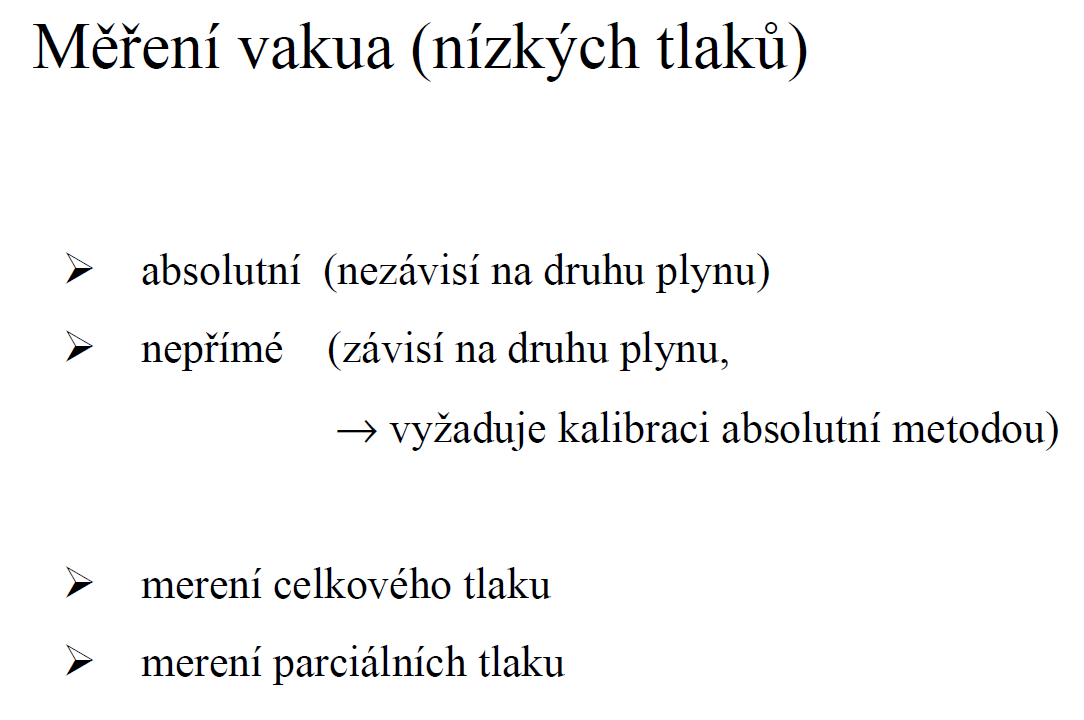 Měření vakua (nízkých tlaků)
➢ absolutní (nezávisí na druhu plynu)
➢ nepřímé (závisí na druhu plynu,
→ vyžaduje kalibraci absolutní metodou)
➢ merení celkového tlaku
➢ merení parciálních tlaku